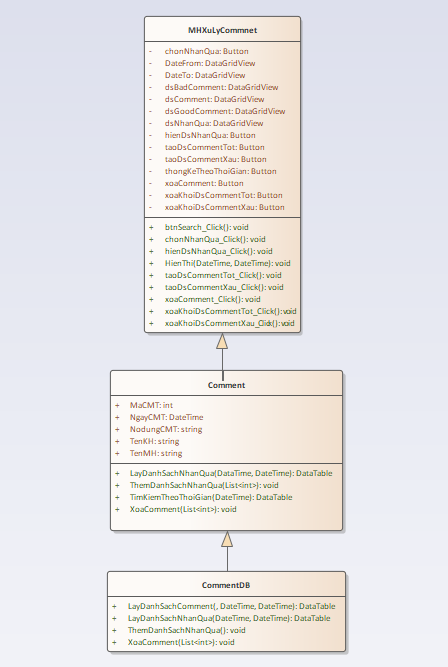 MHXuLyCommnet
- chonNhanQua: Button
- DateFrom: DataGridView
- DateTo: DataGridView
- dsBadComment: DataGridView
- dsComment: DataGridView
- dsGoodComment: DataGridView
- dsNhanQua: DataGridView
- hienDsNhanQua: Button
- taoDsCommentTot: Button
- taoDsCommentXau: Button
- thongKeTheoThoiGian: Button
- xoaComment: Button
- xoaKhoiDsCommentTot: Button
- xoaKhoiDsCommentXau: Button
+ btnSearch_Click(): void
+ chonNhanQua_Click(): void
+ hienDsNhanQua_Click(): void
+ HienThi(DateTime, DateTime): void
+ taoDsCommentTot_Click(): void
+ taoDsCommentXau_Click(): void
+ xoaComment_Click(): void
+ xoaKhoiDsCommentTot_Click(): void
+ xoaKhoiDsCommentXau_Click(): void
Comment
+ MaCMT: int
+ NgayCMT: DateTime
+ NodungCMT: string
+ TenKH: string
+ TenMH: string
+ LayDanhSachNhanQua(DataTime, DateTime): DataTable
+ ThemDanhSachNhanQua(List<int>): void
+ TimKiemTheoThoiGian(DateTime): DataTable
+ XoaComment(List<int>): void
CommentDB
+ LayDanhSachComment(, DateTime, DateTime): DataTable
+ LayDanhSachNhanQua(DateTime, DateTime): DataTable
+ ThemDanhSachNhanQua(): void
+ XoaComment(List<int>): void